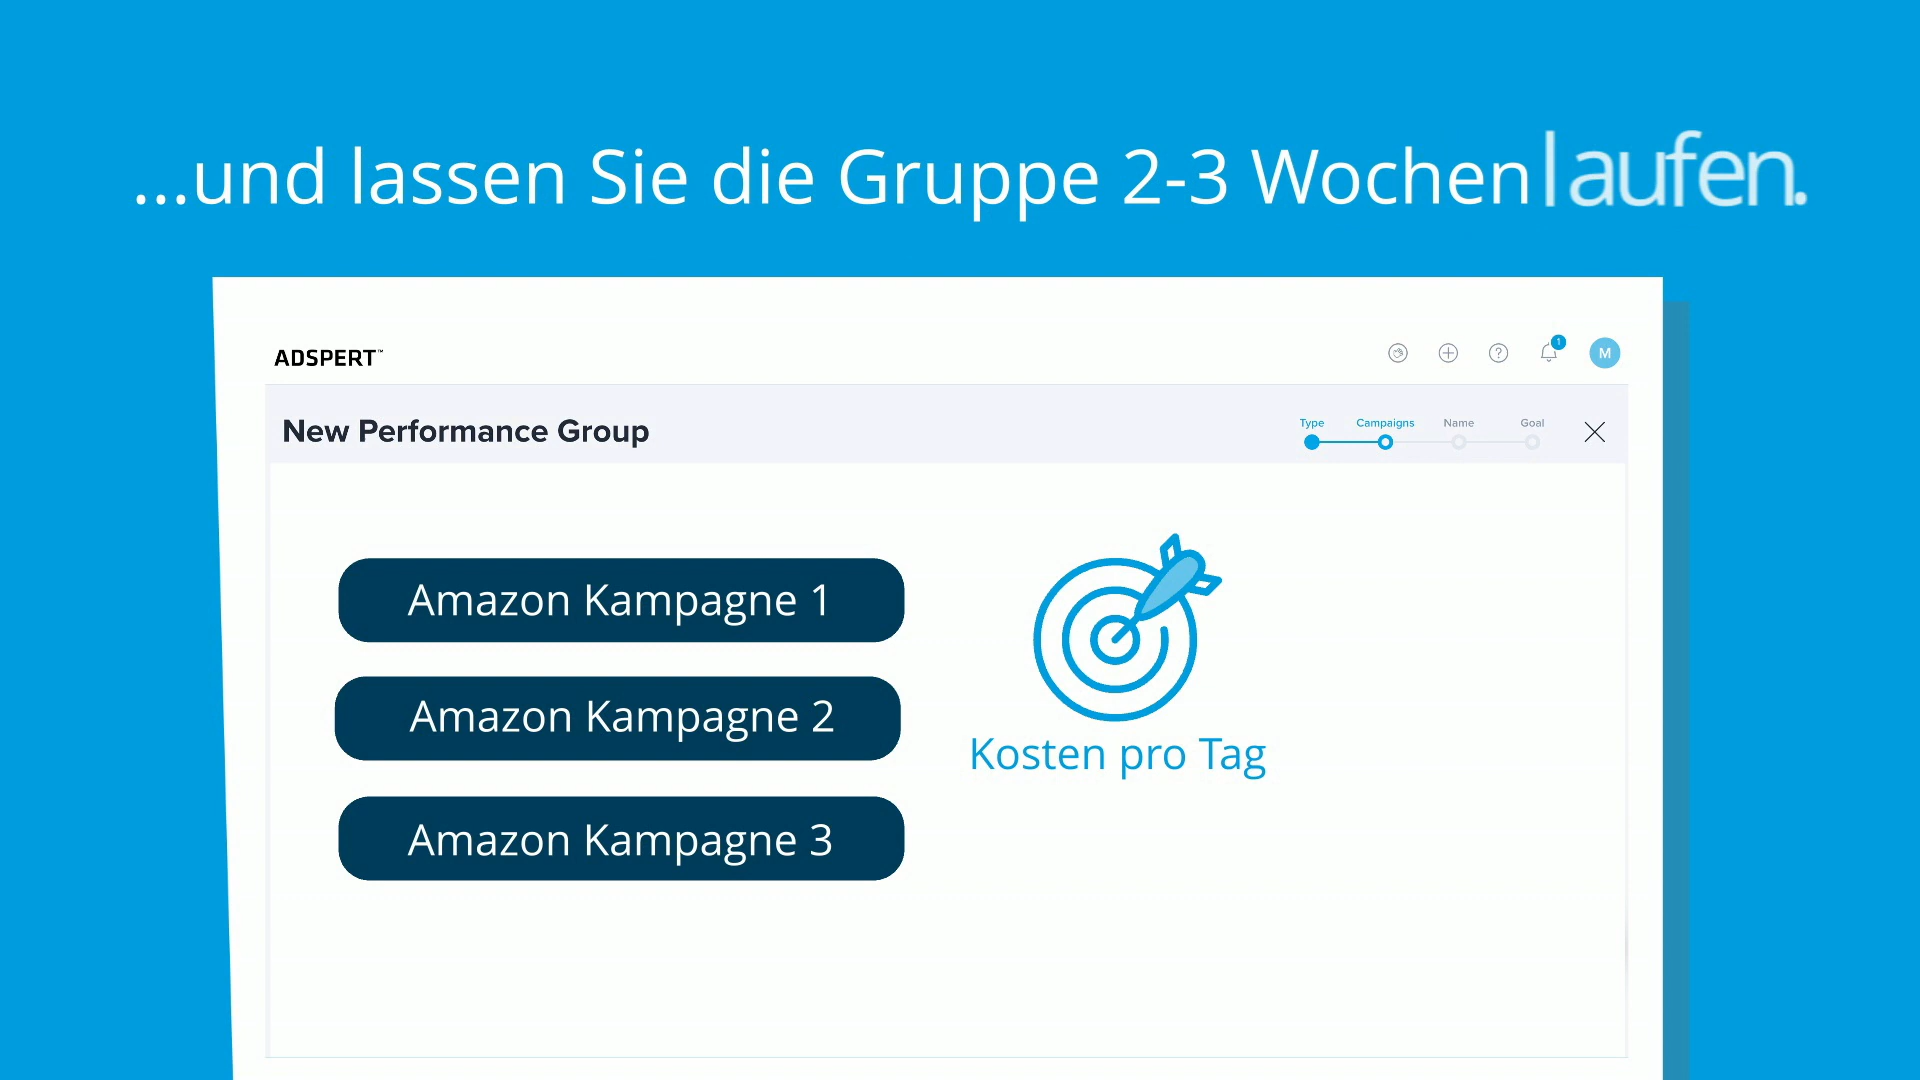 ...und lassen Sie die Gruppe 2-3 Wochen laufen.
ADSPERT™
1
M
New Performance Group
Type Campaigns Name Goal
Amazon Kampagne 1
Amazon Kampagne 2
Amazon Kampagne 3
Kosten pro Tag